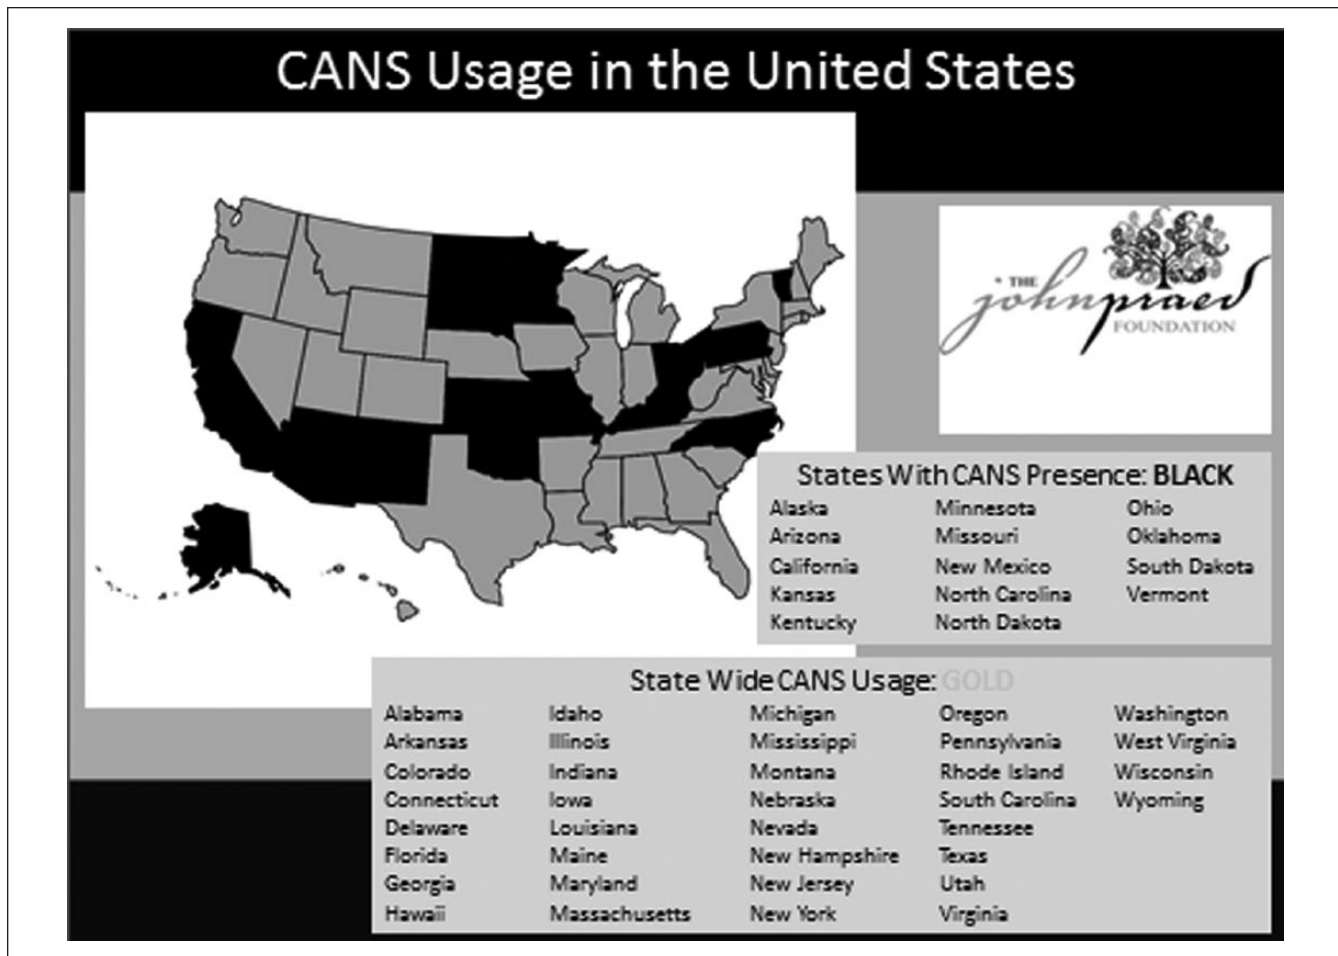 CANS Usage in the United States
THE
johnpraed
FOUNDATION
States With CANS Presence: BLACK
Alaska Minnesota Ohio
Arizona Missouri Oklahoma
California New Mexico South Dakota
Kansas North Carolina Vermont
Kentucky North Dakota
State Wide CANS Usage: GOLD
Alabama Idaho Michigan Oregon Washington
Arkansas Illinois Mississippi Pennsylvania West Virginia
Colorado Indiana Montana Rhode Island Wisconsin
Connecticut Iowa Nebraska South Carolina Wyoming
Delaware Louisiana Nevada Tennessee
Florida Maine New Hampshire Texas
Georgia Maryland New Jersey Utah
Hawaii Massachusetts New York Virginia